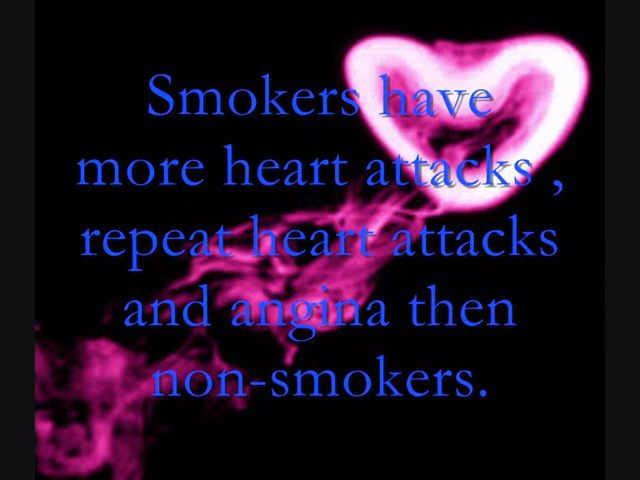 Smokers have
more heart attacks ,
repeat heart attacks
and angina then
non-smokers.